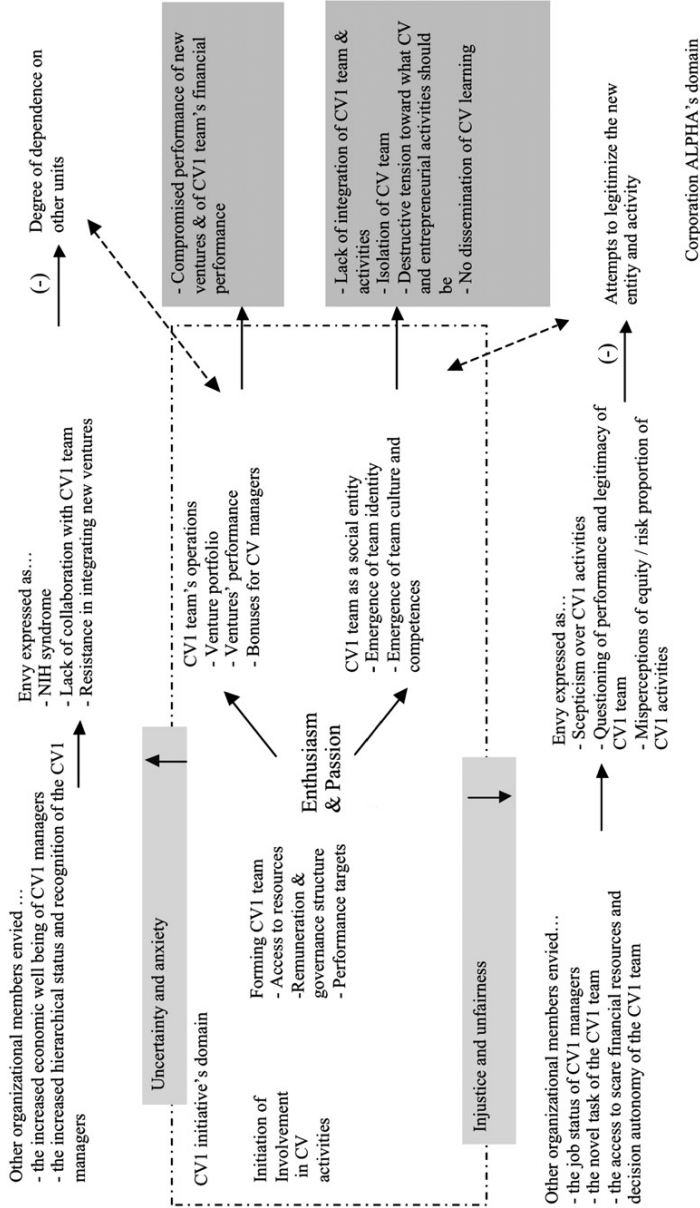 Other organizational members envied …
- the increased economic well being of CV1 managers
- the increased hierarchical status and recognition of the CV1
managers
Envy expressed as…
- NIH syndrome
- Lack of collaboration with CV1 team
- Resistance in integrating new ventures
(-)
Degree of dependence on
other units
Uncertainty and anxiety
CV1 initiative’s domain
Initiation of
Involvement
in CV
activities
Forming CV1 team
- Access to resources
-Remuneration &
governance structure
- Performance targets
Enthusiasm
& Passion
CV1 team’s operations
- Venture portfolio
- Ventures’ performance
- Bonuses for CV managers
CV1 team as a social entity
- Emergence of team identity
- Emergence of team culture and
competences
- Compromised performance of new
ventures & of CV1 team’s financial
performance
- Lack of integration of CV1 team &
activities
- Isolation of CV team
- Destructive tension toward what CV
and entrepreneurial activities should
be
- No dissemination of CV learning
Injustice and unfairness
Other organizational members envied…
- the job status of CV1 managers
- the novel task of the CV1 team
- the access to scare financial resources and
decision autonomy of the CV1 team
Envy expressed as…
- Scepticism over CV1 activities
- Questioning of performance and legitimacy of
CV1 team
- Misperceptions of equity / risk proportion of
CV1 activities
(-)
Attempts to legitimize the new
entity and activity
Corporation ALPHA’s domain